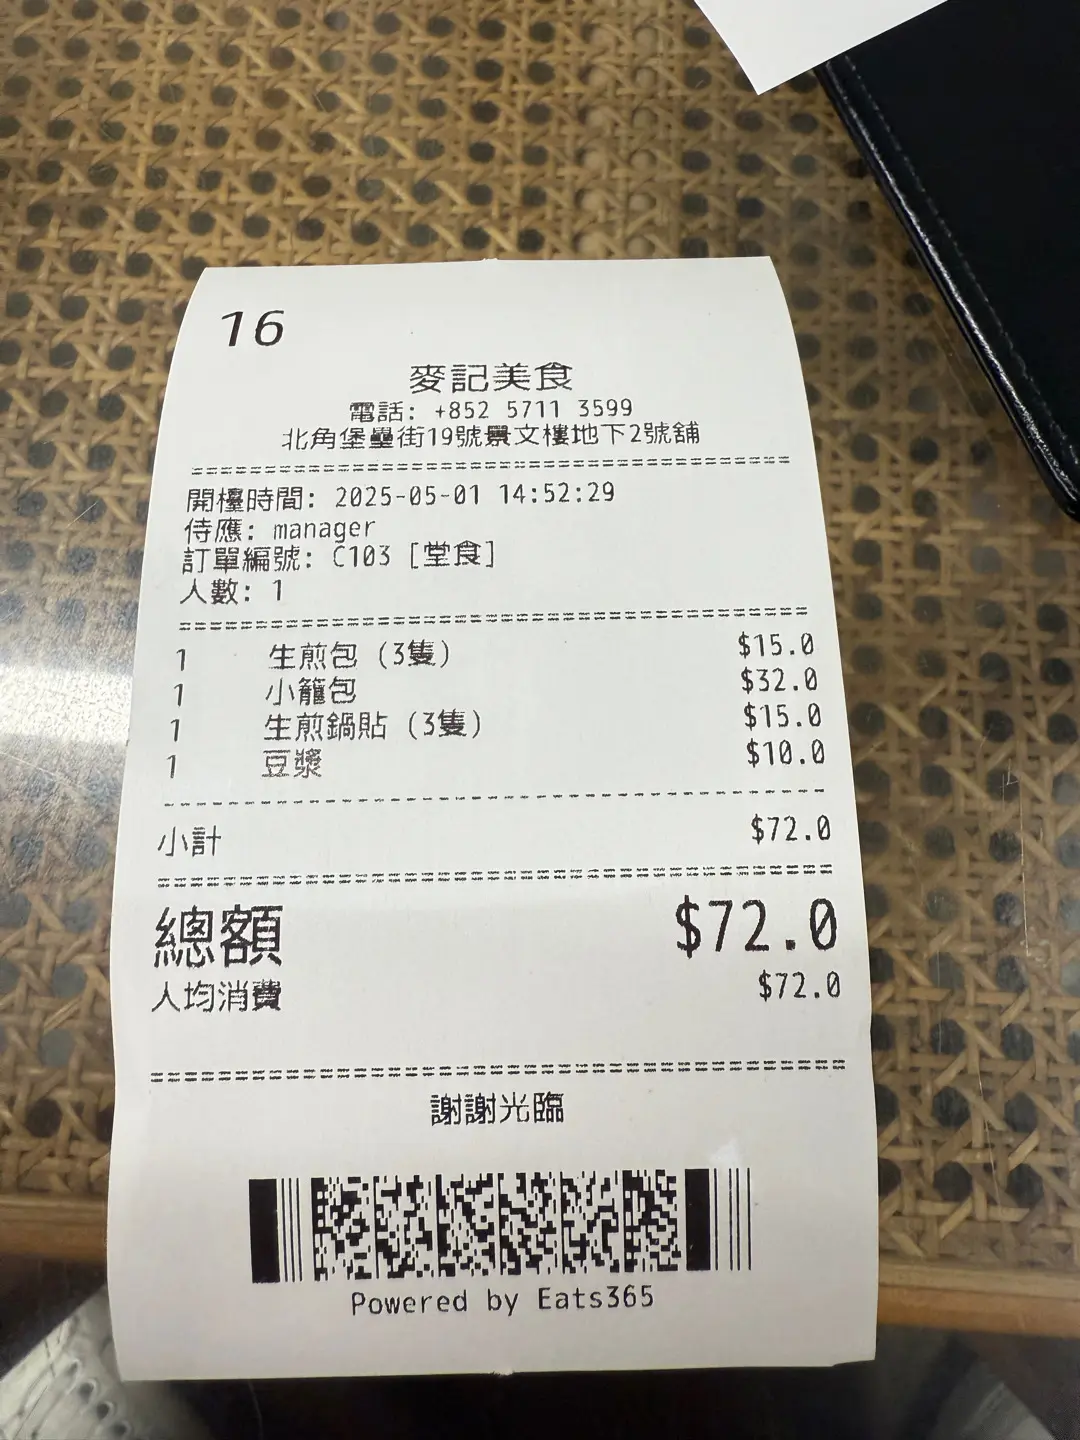 16
麥記美食
電話: +852 5711 3599
北角堡壘街19號景文樓地下2號舖
開檯時間: 2025-05-01 14:52:29
侍應: manager
訂單編號: C103 [堂食]
人數: 1
1 生煎包 (3隻) $15.0
1 小籠包 $32.0
1 生煎鍋貼 (3隻) $15.0
1 豆漿 $10.0
小計 $72.0
總額 $72.0
人均消費 $72.0
謝謝光臨
Powered by Eats365